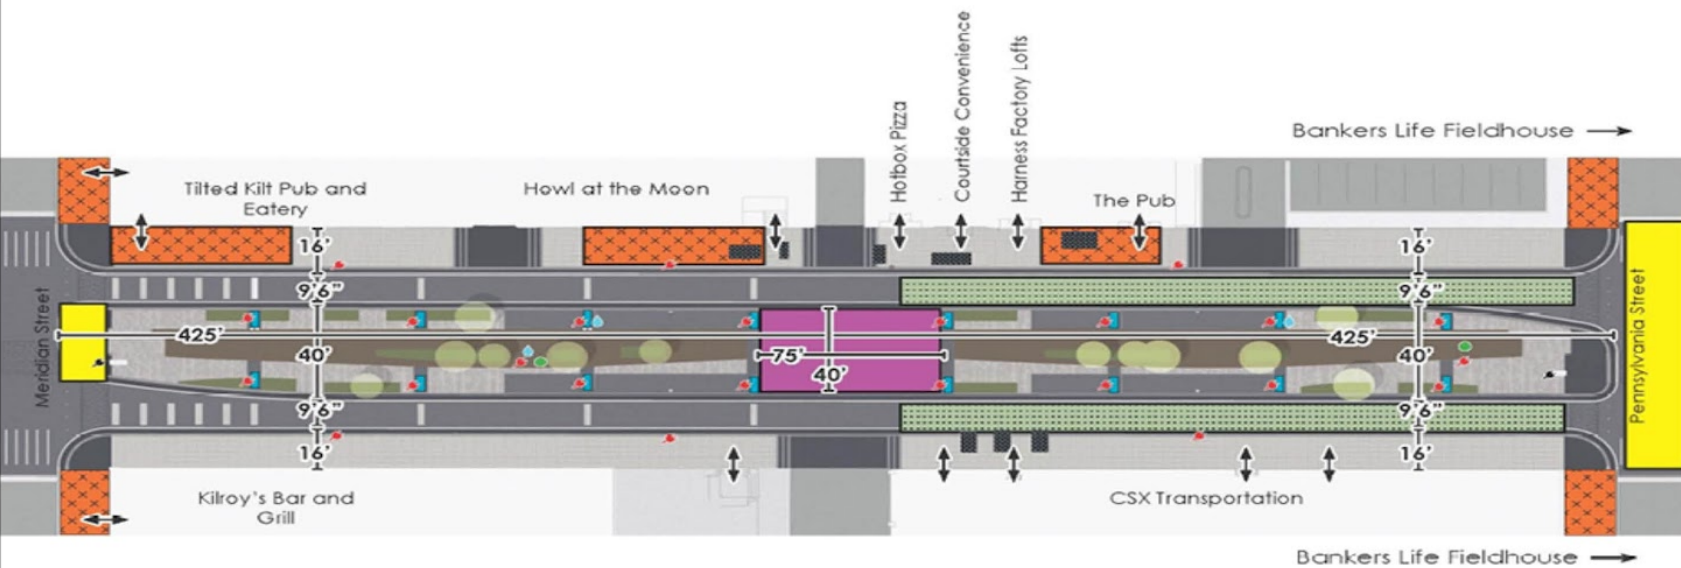 Hotbox Pizza
Courtside Convenience
Harness Factory Lofts
Bankers Life Fieldhouse
Tilted Kilt Pub and
Eatery
Howl at the Moon
The Pub
16'
16'
9'6"
9'6"
Meridian Street
425'
40'
75'
40'
425'
40'
Pennsylvania Street
9'6"
9'6"
16'
16'
Kilroy's Bar and
Grill
CSX Transportation
Bankers Life Fieldhouse